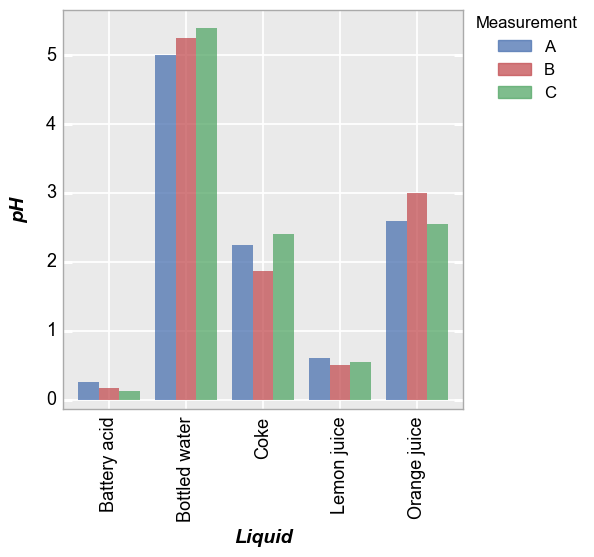 Measurement
A
B
C
pH
5
4
3
2
1
0
Battery acid
Bottled water
Coke
Lemon juice
Orange juice
Liquid